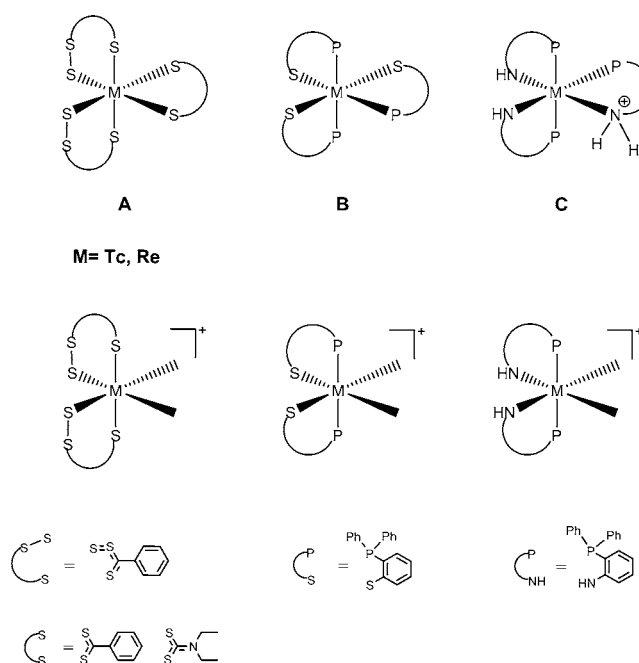 S S S S S S S M
P S P S S P M
P HN HN P P N ⊕ H H M
A B C
M= Tc, Re
S S S S S S M +
P S S P M +
P HN HN P M +
S S S = S S S
P S = Ph Ph P S
P NH = Ph Ph P HN
S S = S S S S N